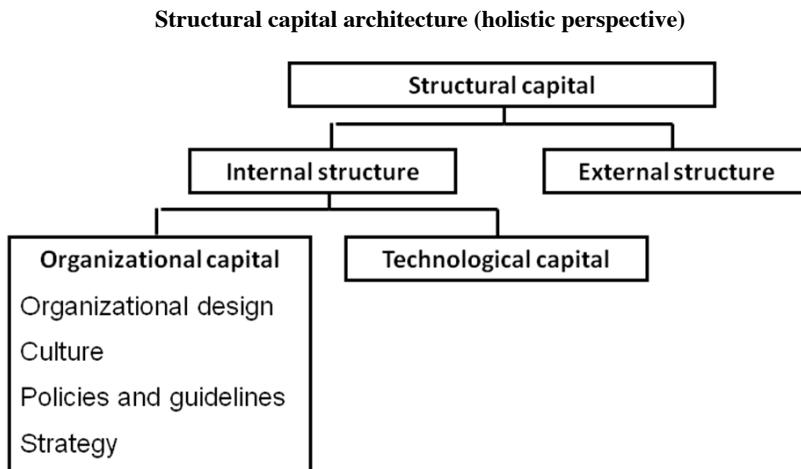 Structural capital architecture (holistic perspective)
Structural capital
Internal structure
External structure
Organizational capital
Technological capital
Organizational design
Culture
Policies and guidelines
Strategy